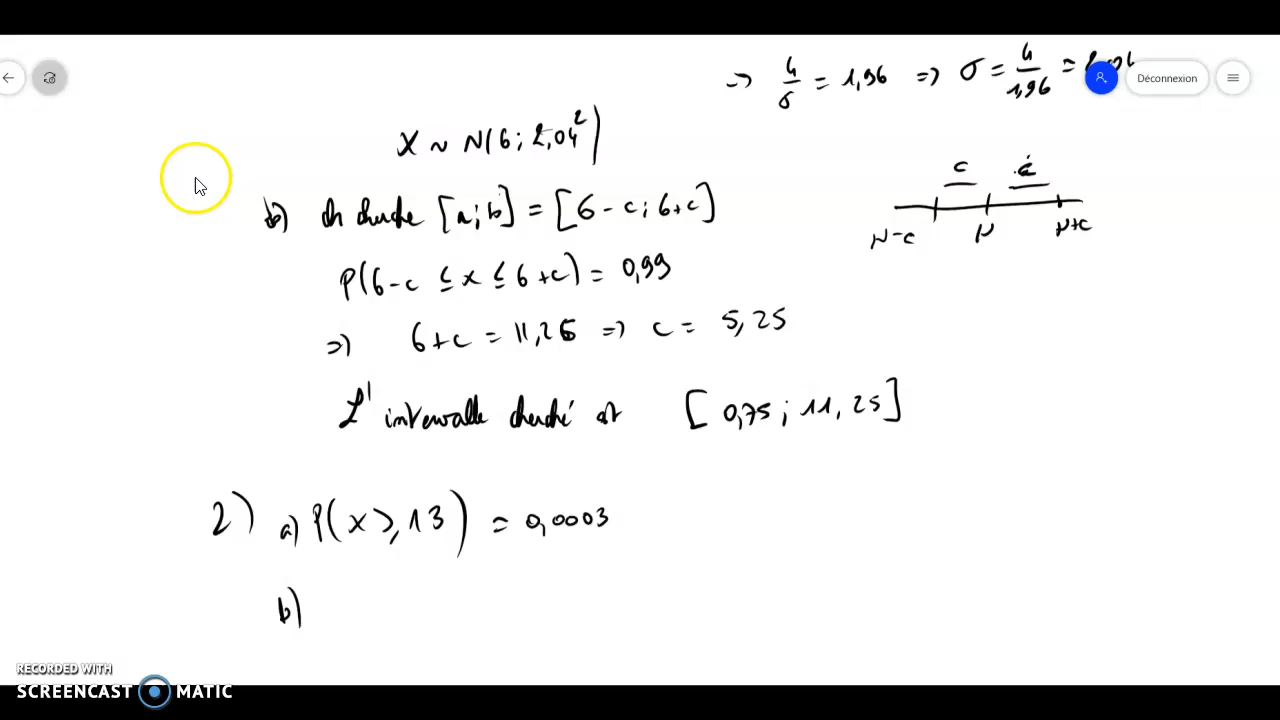 => 4/σ = 1,96 => σ = 4/1,96 = 2,04
Déconnexion
X ~ N(6 ; 2,04²)
b) On cherche [a ; b] = [6 - c ; 6 + c]
c c
μ-c μ μ+c
P(6-c ≤ x ≤ 6+c) = 0,99
=> 6+c = 11,25 => c = 5,25
L'intervalle cherché est [0,75 ; 11,25]
2) a) P(x ≥ 13) = 0,0003
b)
RECORDED WITH
SCREENCAST MATIC